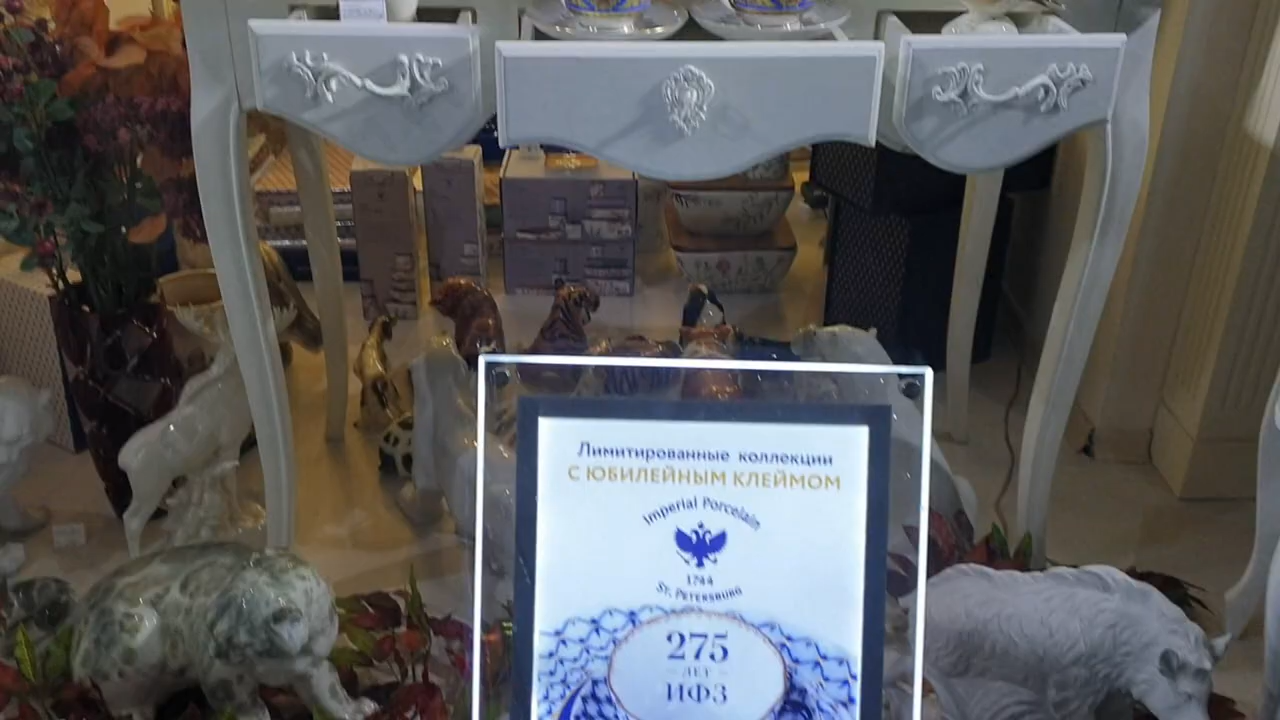 Лимитированные коллекции
С ЮБИЛЕЙНЫМ КЛЕЙМОМ
Imperial Porcelain
1744
St. Petersburg
275
ЛЕТ
ИФЗ